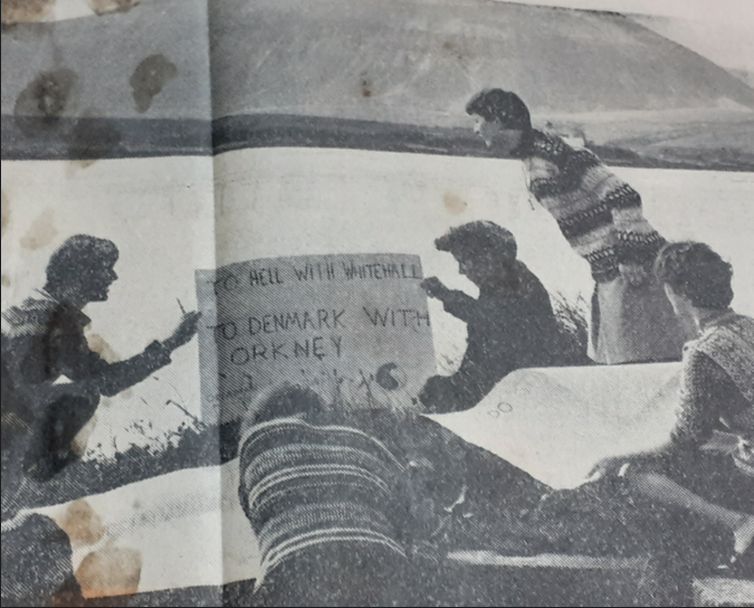 TO HELL WITH WHITEHALL
TO DENMARK WITH
ORKNEY